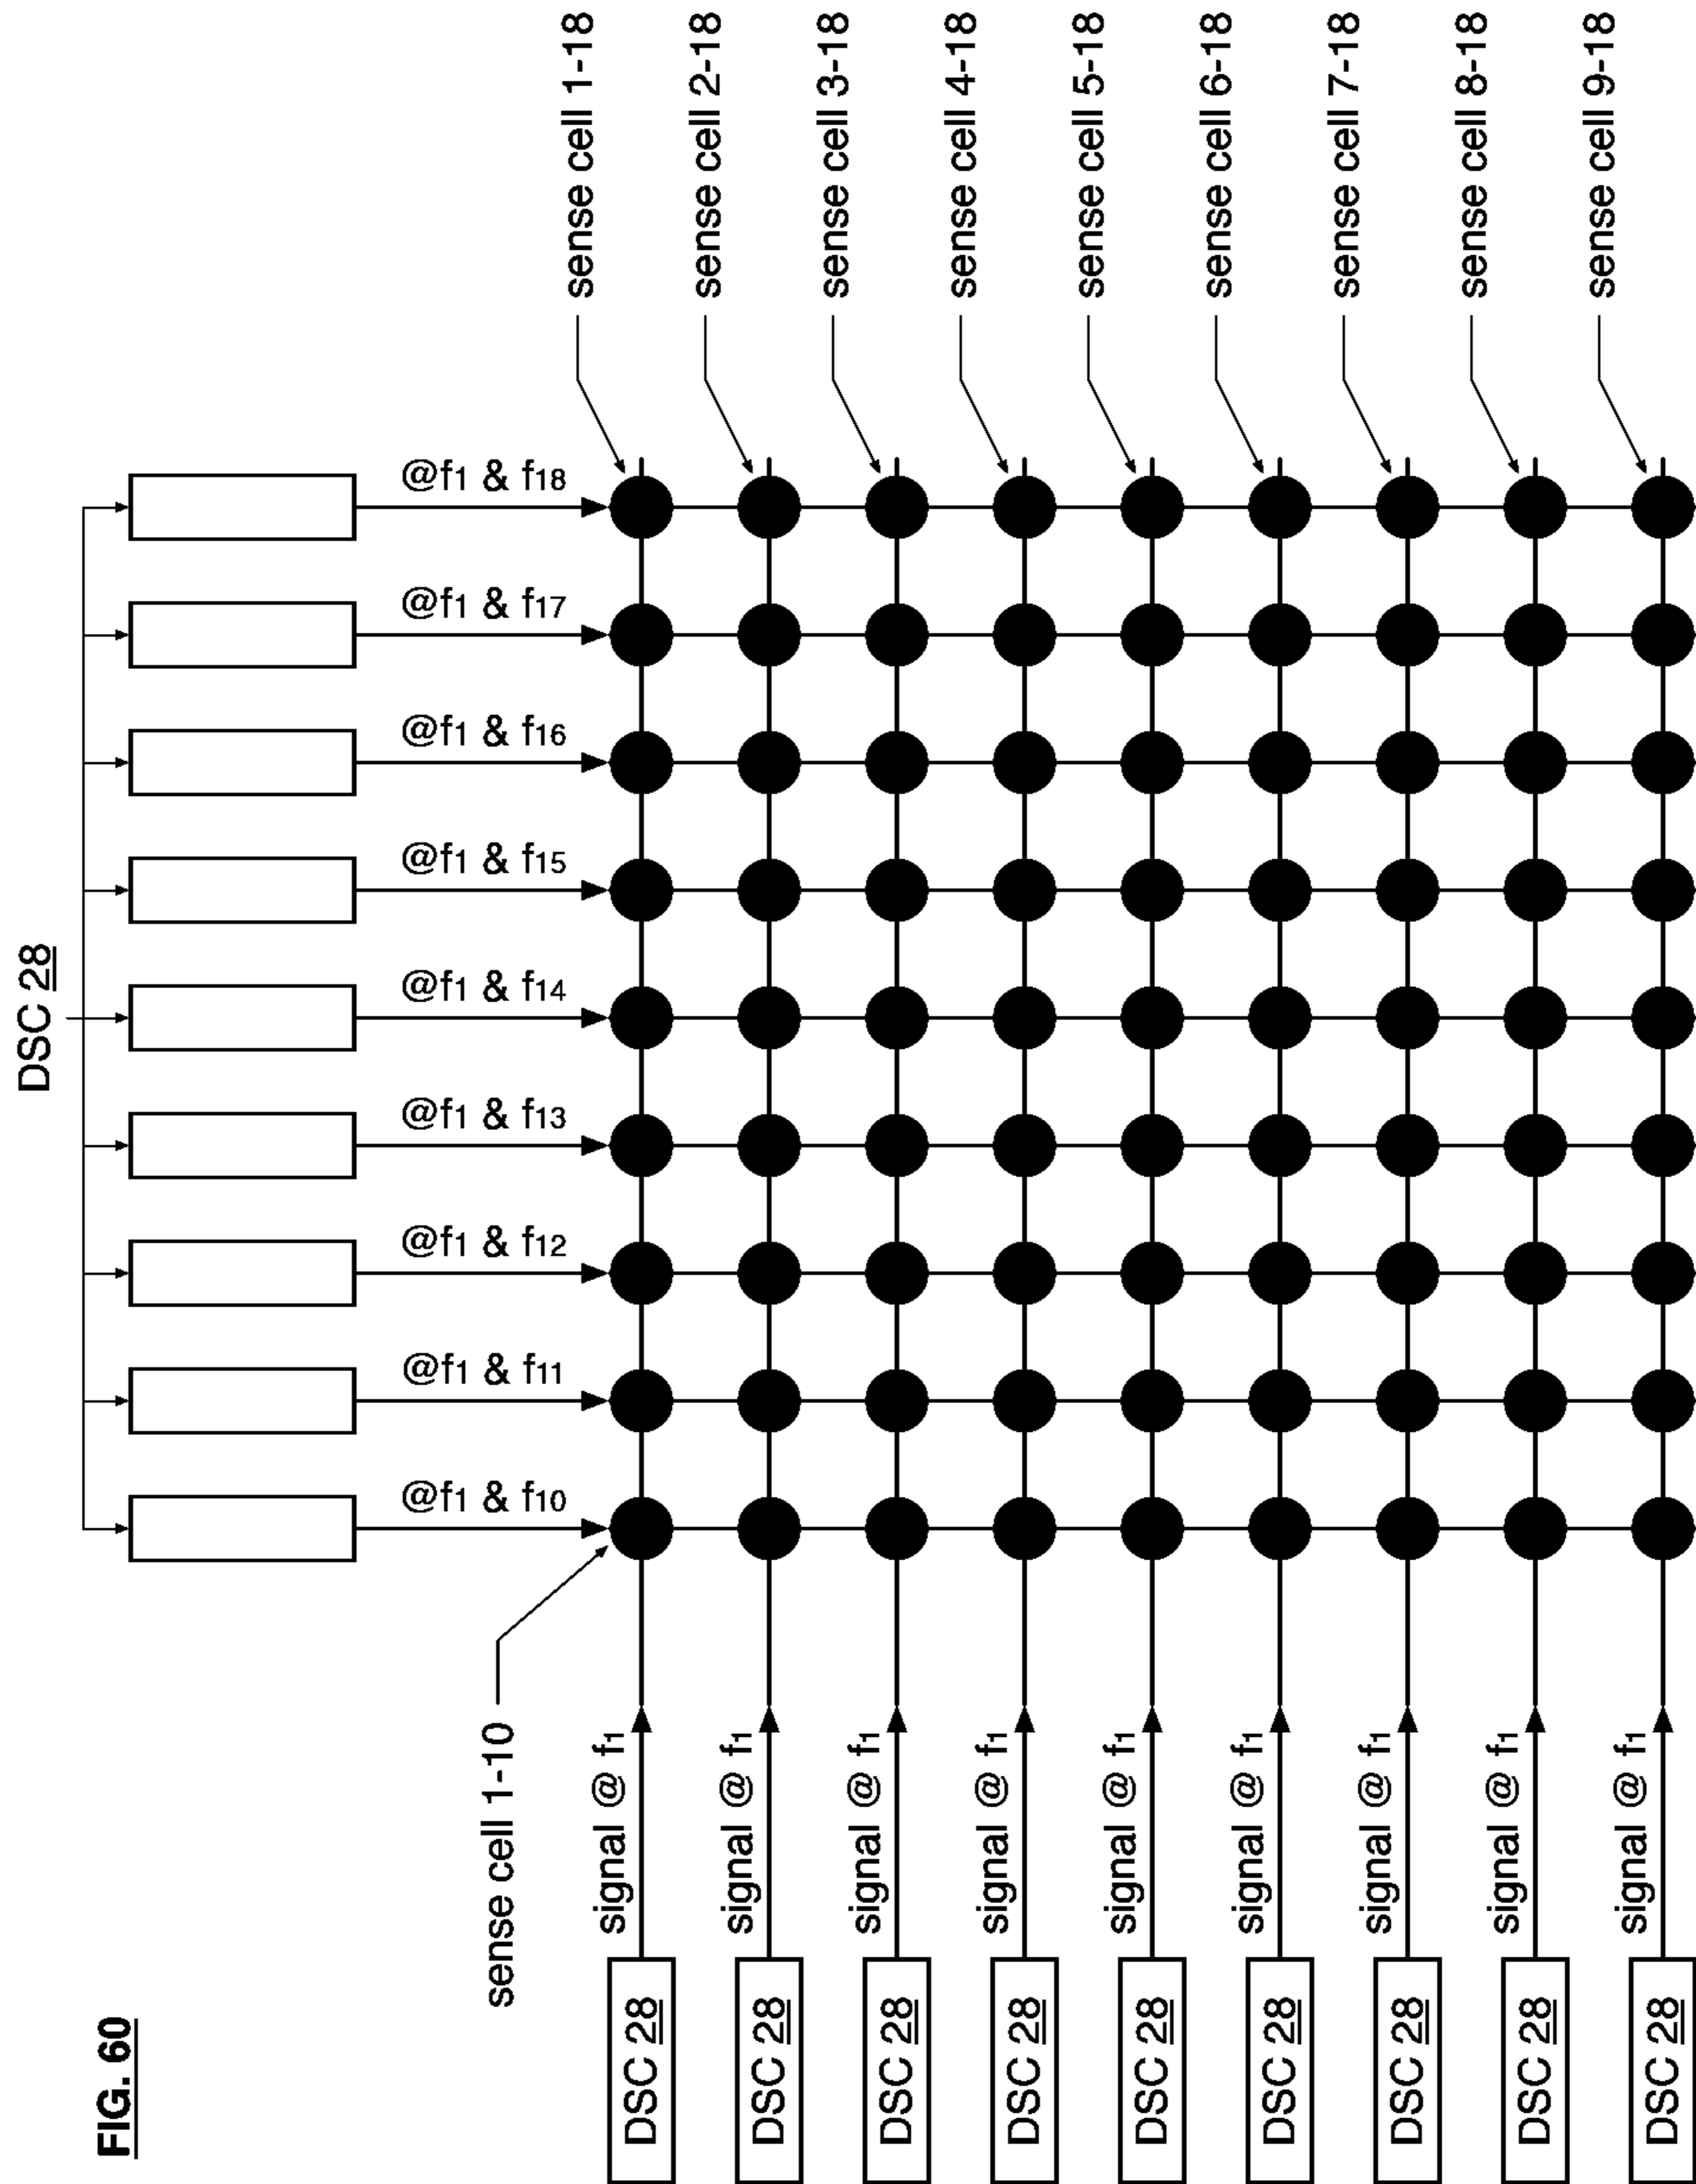 FIG. 60
DSC 28
@f₁ & f₁₀
@f₁ & f₁₁
@f₁ & f₁₂
@f₁ & f₁₃
@f₁ & f₁₄
@f₁ & f₁₅
@f₁ & f₁₆
@f₁ & f₁₇
@f₁ & f₁₈
sense cell 1-10
sense cell 1-18
DSC 28
signal @ f₁
sense cell 2-18
DSC 28
signal @ f₁
sense cell 3-18
DSC 28
signal @ f₁
sense cell 4-18
DSC 28
signal @ f₁
sense cell 5-18
DSC 28
signal @ f₁
sense cell 6-18
DSC 28
signal @ f₁
sense cell 7-18
DSC 28
signal @ f₁
sense cell 8-18
DSC 28
signal @ f₁
sense cell 9-18
DSC 28
signal @ f₁